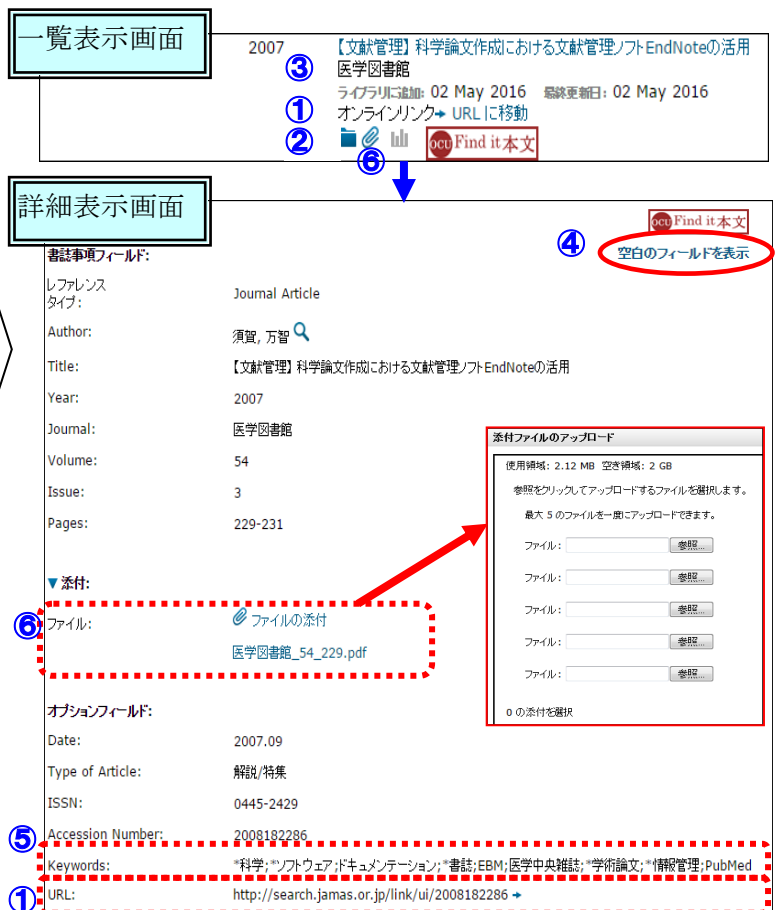 一覧表示画面
2007 【文献管理】科学論文作成における文献管理ソフトEndNoteの活用
③ 医学図書館
ライブラリに追加: 02 May 2016 最終更新日: 02 May 2016
① オンラインリンク➔ URL に移動
② ocu Find it本文
⑥
詳細表示画面
ocu Find it本文
④ 空白のフィールドを表示
書誌事項フィールド:
レファレンス
タイプ: Journal Article
Author: 須賀, 万智
Title: 【文献管理】科学論文作成における文献管理ソフトEndNoteの活用
Year: 2007
Journal: 医学図書館
Volume: 54
Issue: 3
Pages: 229-231
添付ファイルのアップロード
使用領域: 2.12 MB 空き領域: 2 GB
参照をクリックしてアップロードするファイルを選択します。
最大 5 のファイルを一度にアップロードできます。
ファイル: 参照...
ファイル: 参照...
ファイル: 参照...
ファイル: 参照...
ファイル: 参照...
0 の添付を選択
▼添付:
⑥ ファイル: ファイルの添付
医学図書館_54_229.pdf
オプションフィールド:
Date: 2007.09
Type of Article: 解説/特集
ISSN: 0445-2429
Accession Number: 2008182286
⑤
Keywords: *科学;*ソフトウェア;ドキュメンテーション;*書誌;EBM;医学中央雑誌;*学術論文;*情報管理;PubMed
① URL: http://search.jamas.or.jp/link/ui/2008182286 ➔